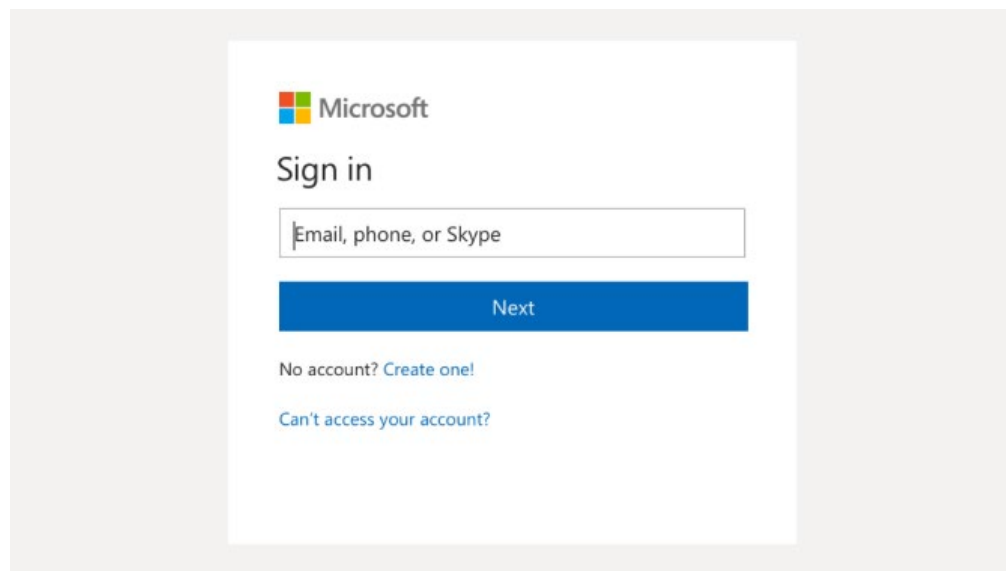 Microsoft
Sign in
Email, phone, or Skype
Next
No account? Create one!
Can't access your account?